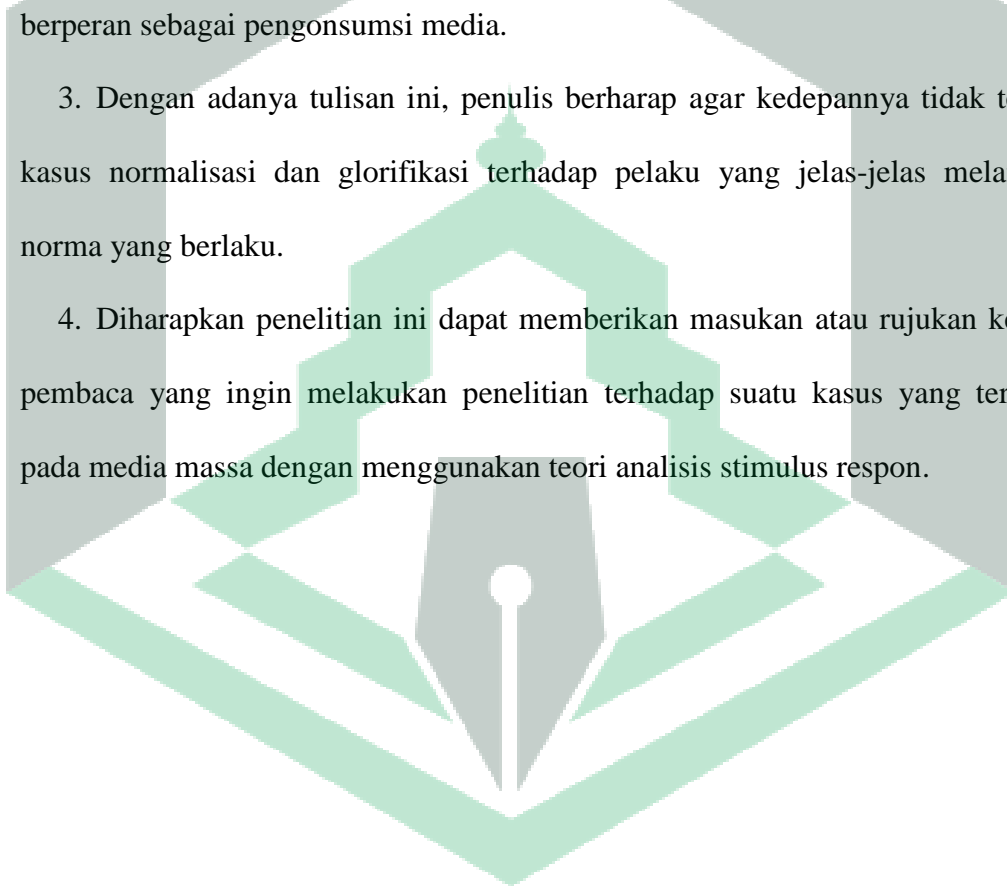 berperan sebagai pengonsumsi media.
3. Dengan adanya tulisan ini, penulis berharap agar kedepannya tidak
kasus normalisasi dan glorifikasi terhadap pelaku yang jelas-jelas
norma yang berlaku.
4. Diharapkan penelitian ini dapat memberikan masukan atau rujukan
pembaca yang ingin melakukan penelitian terhadap suatu kasus yang
pada media massa dengan menggunakan teori analisis stimulus respon.